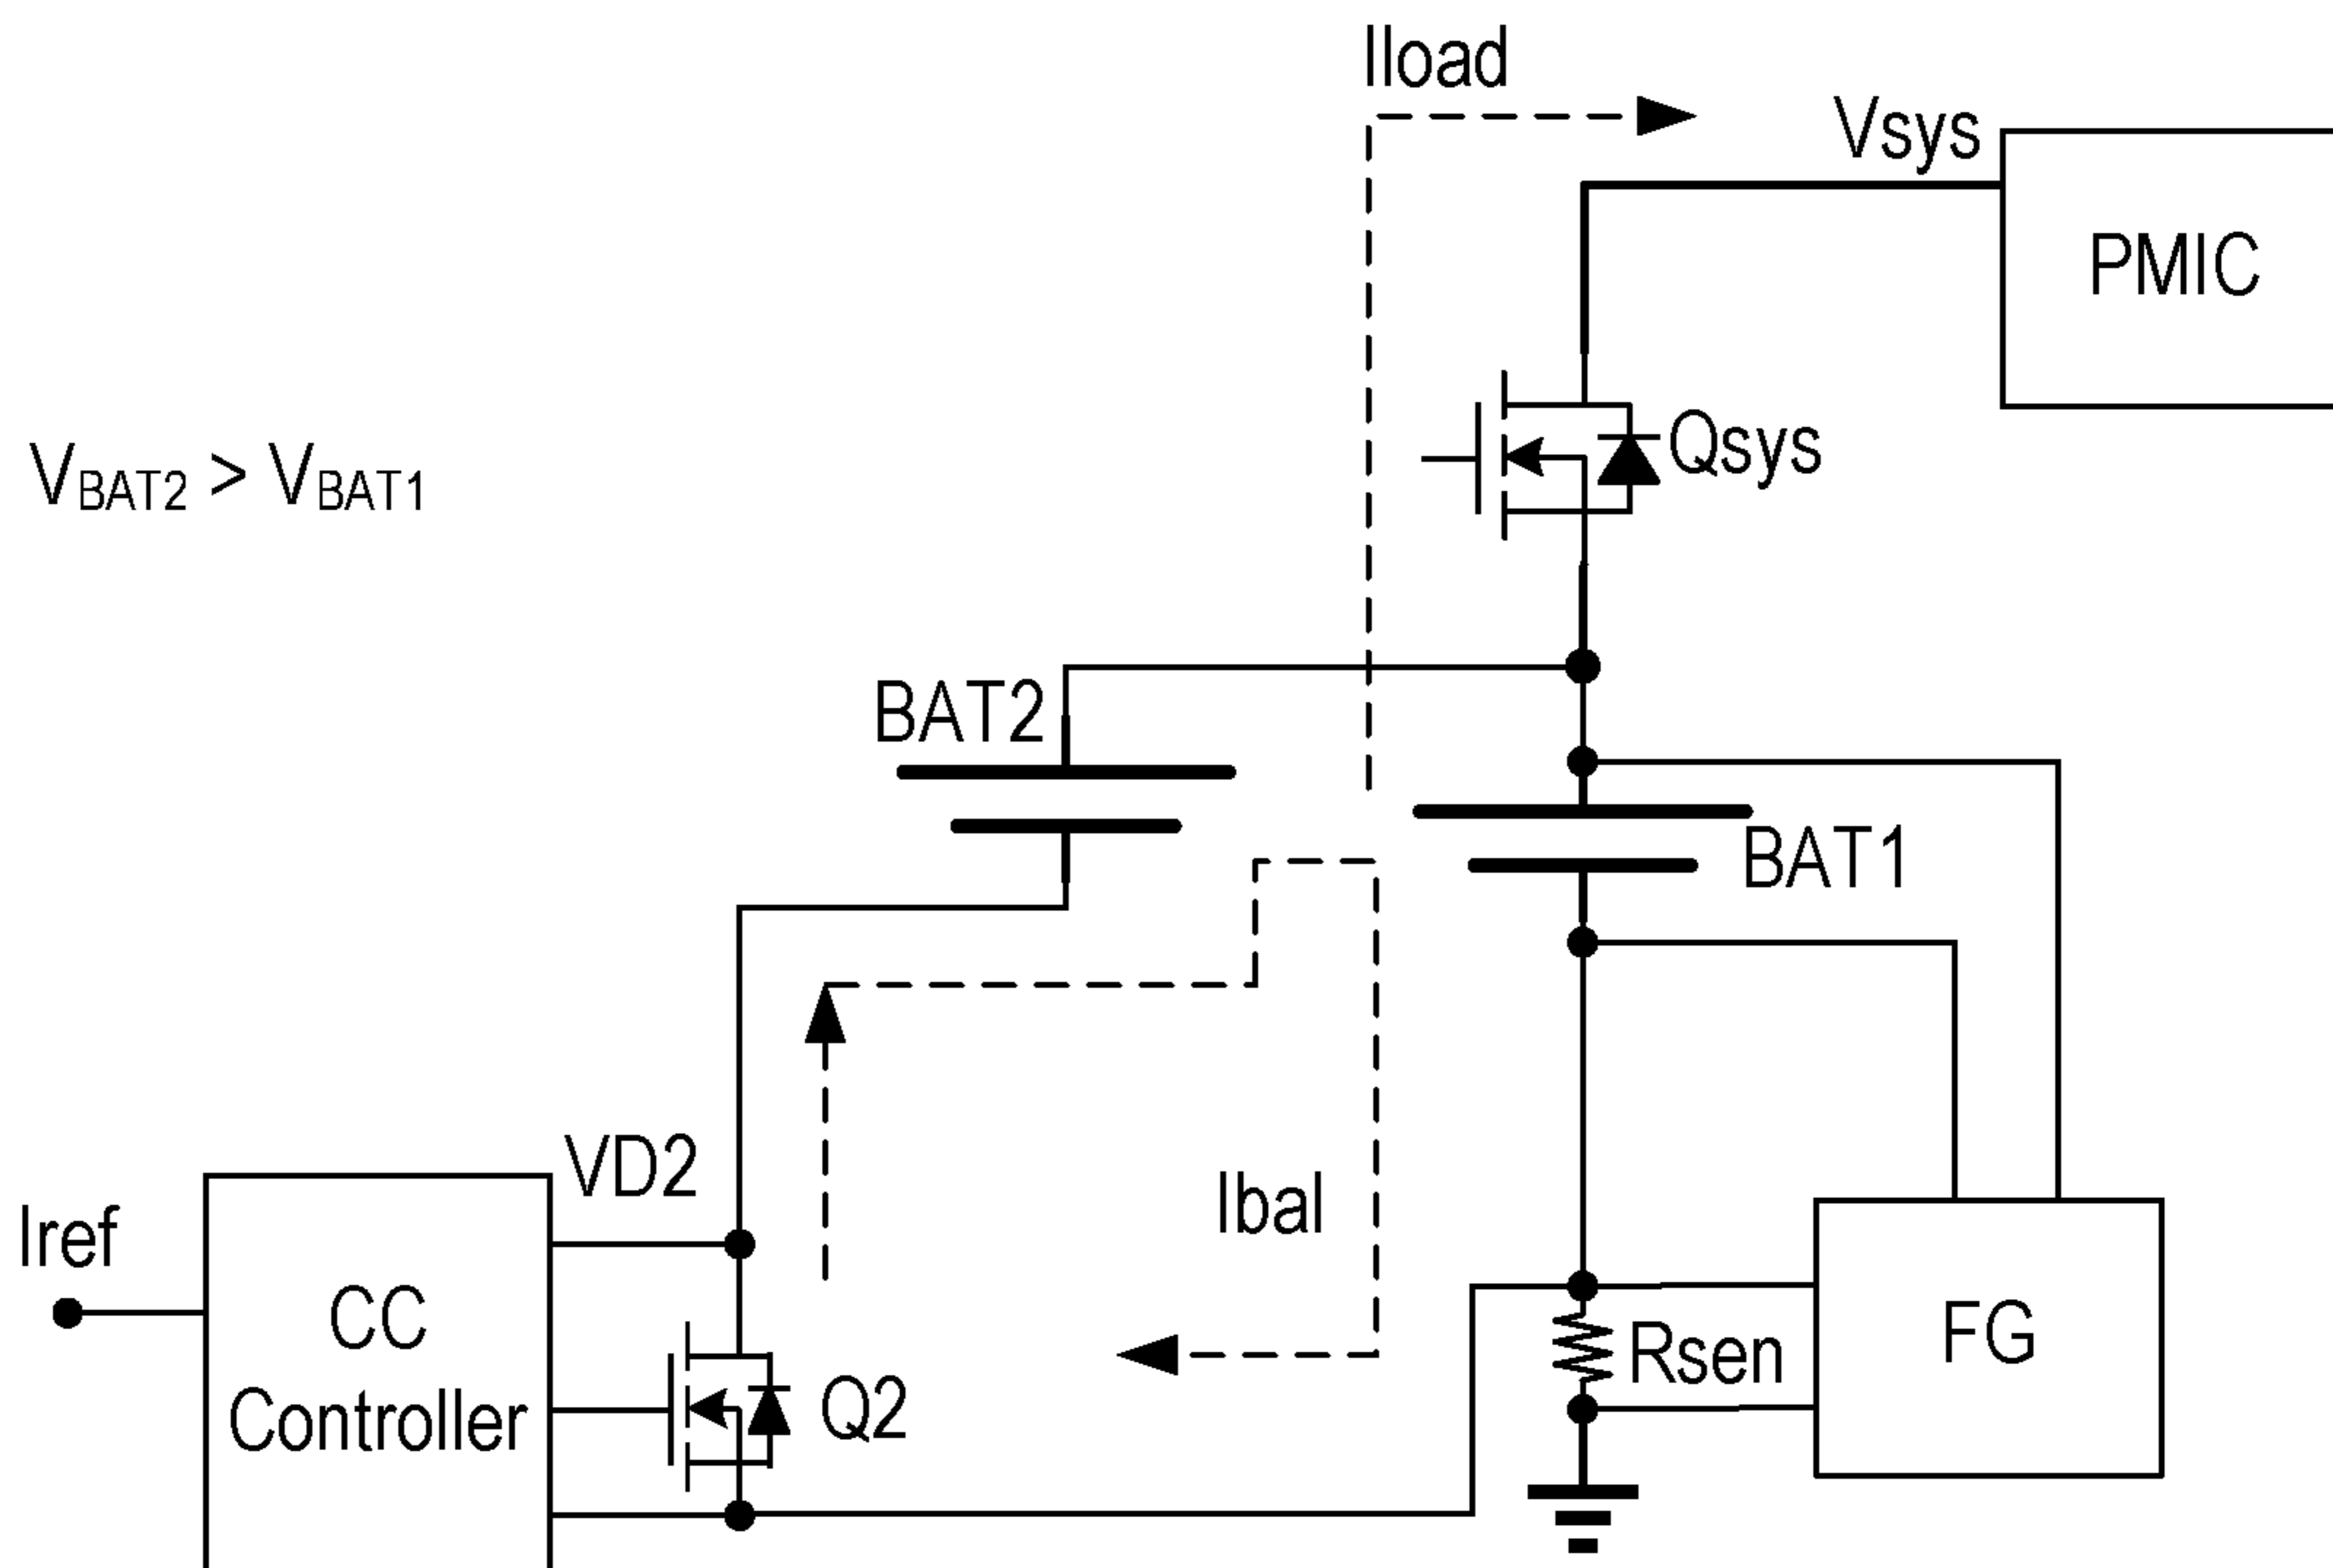 Iload
Vsys
PMIC
Qsys
VBAT2 > VBAT1
BAT2
BAT1
VD2
Ibal
Iref
CC
Controller
Q2
Rsen
FG